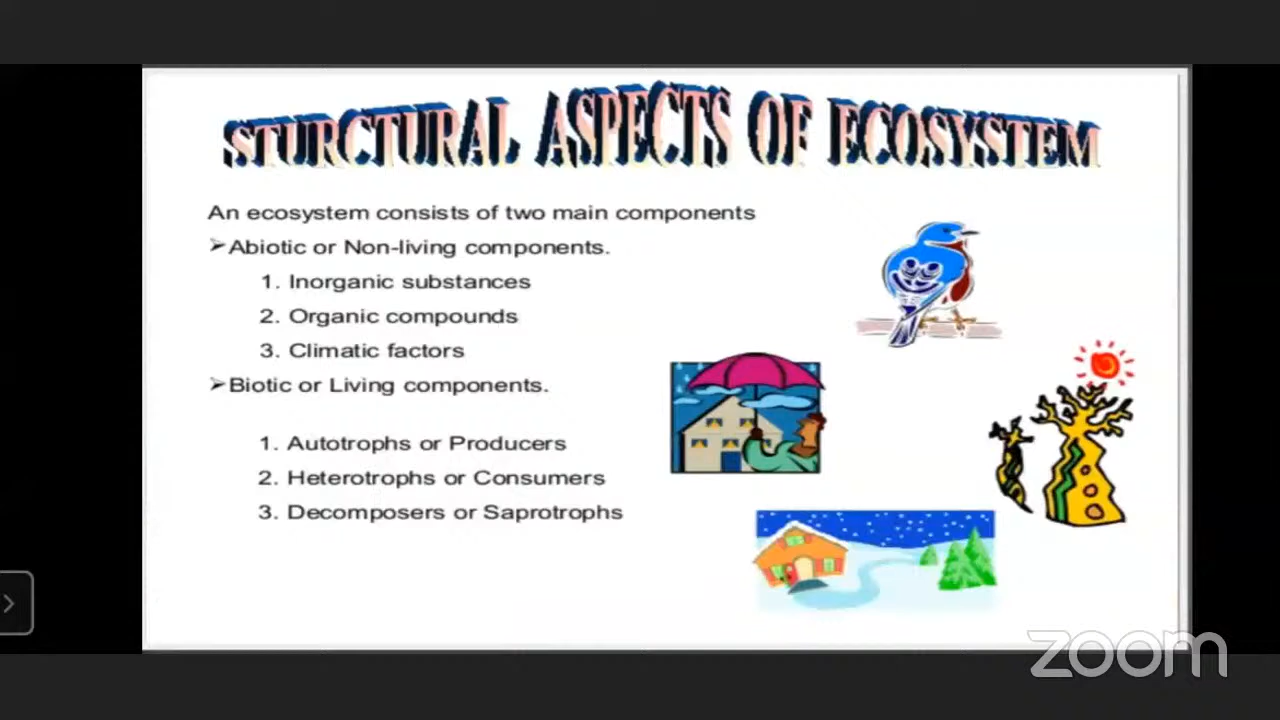 STURCTURAL ASPECTS OF ECOSYSTEM
An ecosystem consists of two main components
➢Abiotic or Non-living components.
1. Inorganic substances
2. Organic compounds
3. Climatic factors
➢Biotic or Living components.
1. Autotrophs or Producers
2. Heterotrophs or Consumers
3. Decomposers or Saprotrophs
zoom